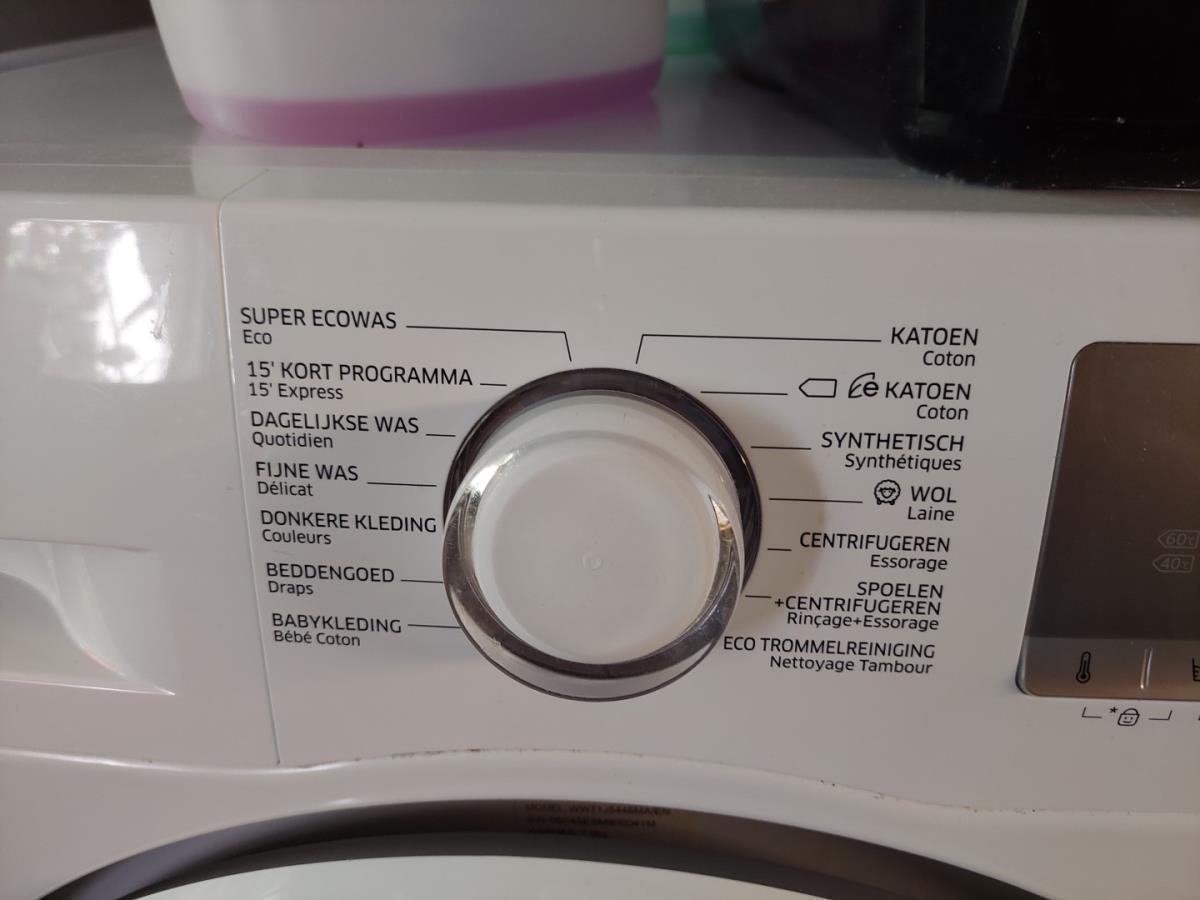 SUPER ECOWAS
Eco
15' KORT PROGRAMMA
15' Express
DAGELIJKSE WAS
Quotidien
FIJNE WAS
Délicat
DONKERE KLEDING
Couleurs
BEDDENGOED
Draps
BABYKLEDING
Bébé Coton
KATOEN
Coton
e KATOEN
Coton
SYNTHETISCH
Synthétiques
WOL
Laine
CENTRIFUGEREN
Essorage
SPOELEN
+CENTRIFUGEREN
Rinçage+Essorage
ECO TROMMELREINIGING
Nettoyage Tambour
60℃
40℃
*
MODEL: